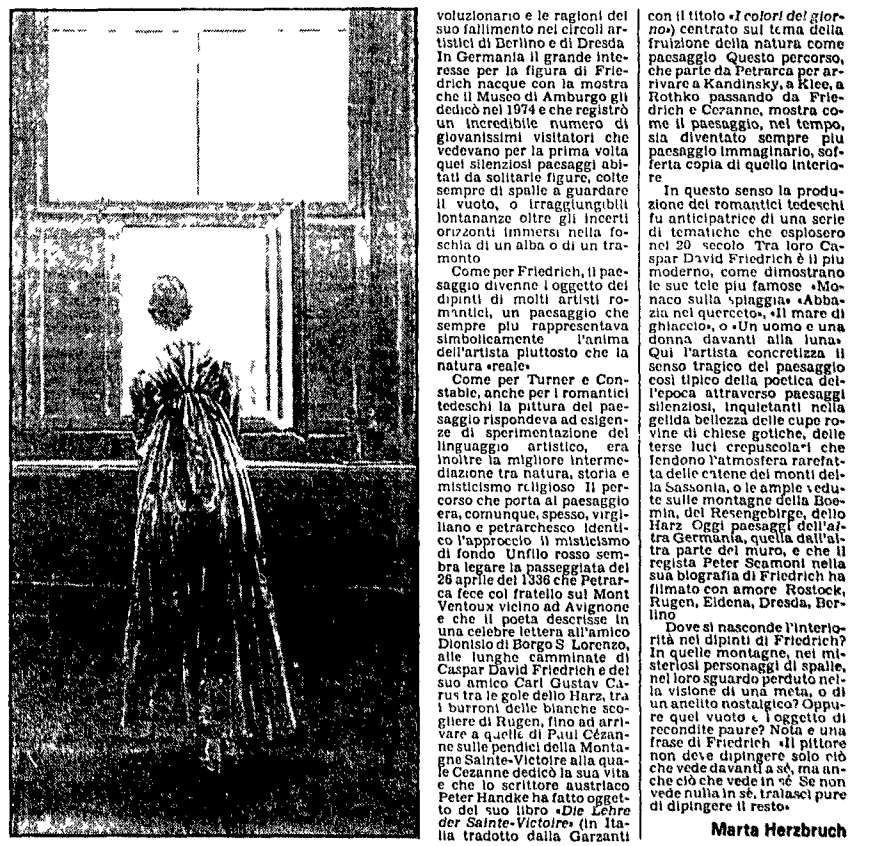 voluzionario e le ragioni del
suo fallimento nei circoli ar-
tistici di Berlino e di Dresda
In Germania il grande inte-
resse per la figura di Frie-
drich nacque con la mostra
che il Museo di Amburgo gli
dedicò nel 1974 e che registrò
un incredibile numero di
giovanissimi visitatori che
vedevano per la prima volta
quei silenziosi paesaggi abi-
tati da solitarie figure, colte
sempre di spalle a guardare
il vuoto, o irraggiungibili
lontananze oltre gli incerti
orizzonti immersi nella fo-
schia di un alba o di un tra-
monto
Come per Friedrich, il pae-
saggio divenne l oggetto dei
dipinti di molti artisti ro-
mantici, un paesaggio che
sempre piu rappresentava
simbolicamente l'anima
dell'artista piuttosto che la
natura «reale»
Come per Turner e Con-
stable, anche per i romantici
tedeschi la pittura del pae-
saggio rispondeva ad esigen-
ze di sperimentazione del
linguaggio artistico, era
inoltre la migliore interme-
diazione tra natura, storia e
misticismo religioso Il per-
corso che porta al paesaggio
era, comunque, spesso, virgi-
liano e petrarchesco identi-
co l'approccio il misticismo
di fondo Unfilo rosso sem-
bra legare la passeggiata del
26 aprile del 1336 che Petrar-
ca fece col fratello sul Mont
Ventoux vicino ad Avignone
e che il poeta descrisse in
una celebre lettera all'amico
Dionisio di Borgo S Lorenzo,
alle lunghe camminate di
Caspar David Friedrich e del
suo amico Carl Gustav Ca-
rus tra le gole dello Harz, tra
i burroni delle bianche sco-
gliere di Rugen, fino ad arri-
vare a quelle di Paul Cézan-
ne sulle pendici della Monta-
gne Sainte-Victoire alla qua-
le Cezanne dedicò la sua vita
e che lo scrittore austriaco
Peter Handke ha fatto ogget-
to del suo libro «Die Lehre
der Sainte-Victoire» (in Ita-
lia tradotto dalla Garzanti
con il titolo «I colori del gior-
no») centrato sul tema della
fruizione della natura come
paesaggio Questo percorso,
che parte da Petrarca per ar-
rivare a Kandinsky, a Klee, a
Rothko passando da Frie-
drich e Cezanne, mostra co-
me il paesaggio, nel tempo,
sia diventato sempre piu
paesaggio immaginario, sof-
ferta copia di quello interio-
re
In questo senso la produ-
zione dei romantici tedeschi
fu anticipatrice di una serie
di tematiche che esplosero
nel 20 secolo Tra loro Ca-
spar David Friedrich è il piu
moderno, come dimostrano
le sue tele piu famose «Mo-
naco sulla spiaggia» «Abba-
zia nel querceto», «Il mare di
ghiaccio», o «Un uomo e una
donna davanti alla luna»
Qui l'artista concretizza il
senso tragico del paesaggio
così tipico della poetica del-
l'epoca attraverso paesaggi
silenziosi, inquietanti nella
gelida bellezza delle cupe ro-
vine di chiese gotiche, delle
terse luci crepuscolari che
rendono l'atmosfera rarefat-
ta delle catene dei monti del-
la Sassonia, o le ampie vedu-
te sulle montagne della Boe-
mia, del Resengebirge, dello
Harz Oggi paesaggi dell'al-
tra Germania, quella dall'al-
tra parte del muro, e che il
regista Peter Scamoni nella
sua biografia di Friedrich ha
filmato con amore Rostock,
Rugen, Eldena, Dresda, Ber-
lino
Dove si nasconde l'interio-
rità nei dipinti di Friedrich?
In quelle montagne, nei mi-
steriosi personaggi di spalle,
nel loro sguardo perduto nel-
la visione di una meta, o di
un anelito nostalgico? Oppu-
re quel vuoto e l oggetto di
recondite paure? Nota e una
frase di Friedrich «Il pittore
non deve dipingere solo ciò
che vede davanti a sé, ma an-
che ciò che vede in sé Se non
vede nulla in sè, tralasci pure
di dipingere il resto»
Marta Herzbruch